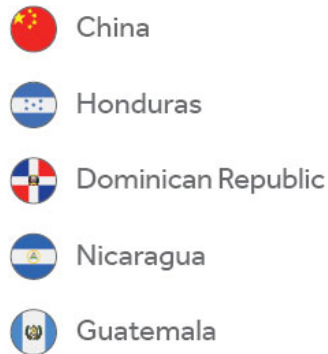 China
Honduras
Dominican Republic
Nicaragua
Guatemala